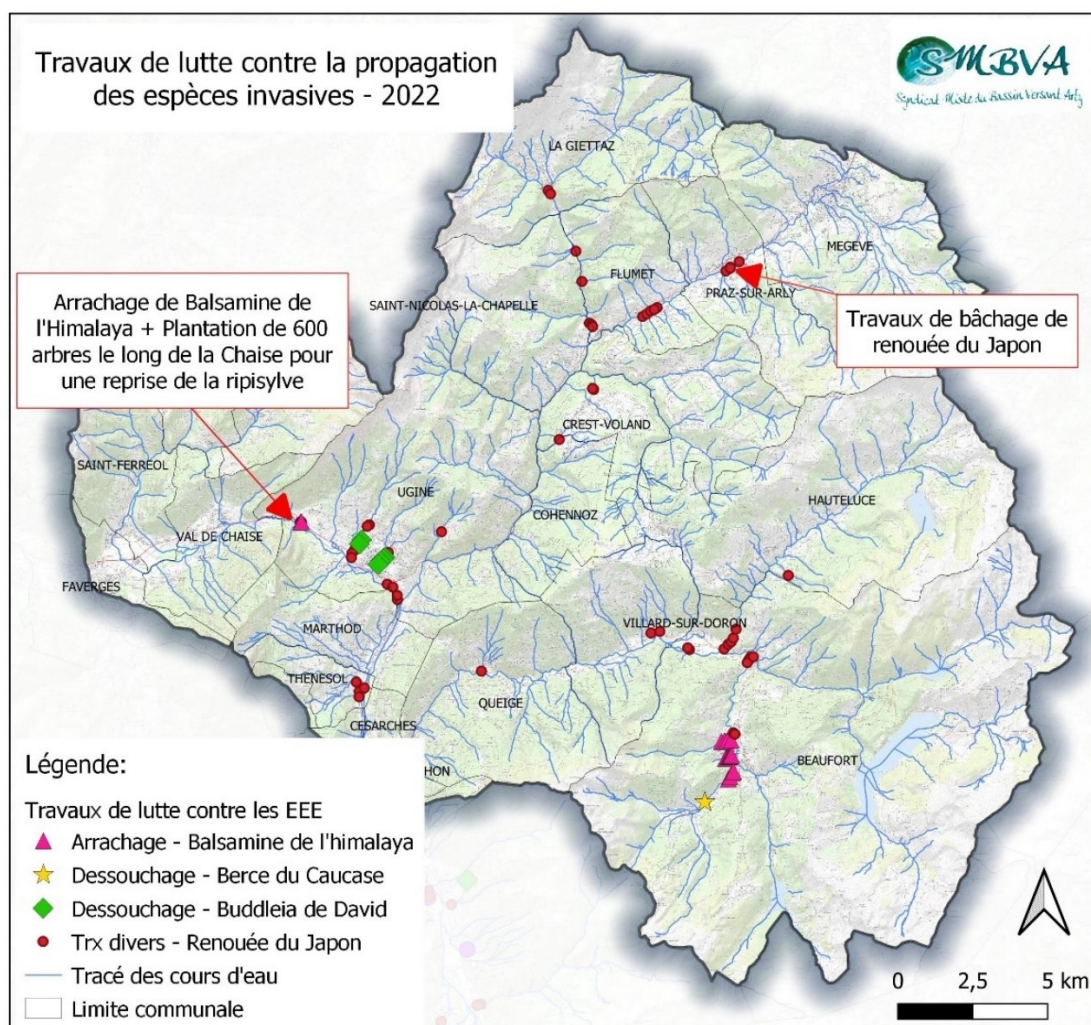 Travaux de lutte contre la propagation
des espèces invasives - 2022
SMBVA
Syndicat Mixte du Bassin Versant Arly
LA GIETTAZ
MEGEVE
FLUMET
PRAZ-SUR-ARLY
SAINT-NICOLAS-LA-CHAPELLE
Arrachage de Balsamine de
l'Himalaya + Plantation de 600
arbres le long de la Chaise pour
une reprise de la ripisylve
Travaux de bâchage de
renouée du Japon
CREST-VOLAND
SAINT-FERREOL
UGINE
HAUTELUCE
COHENNOZ
VAL DE CHAISE
FAVERGES
MARTHOD
VILLARD-SUR-DORON
THENESOL
QUEIGE
CESARCHES
HON
BEAUFORT
Légende:
Travaux de lutte contre les EEE
Arrachage - Balsamine de l'himalaya
Dessouchage - Berce du Caucase
Dessouchage - Buddleia de David
Trx divers - Renouée du Japon
Tracé des cours d'eau
Limite communale
0 2,5 5 km